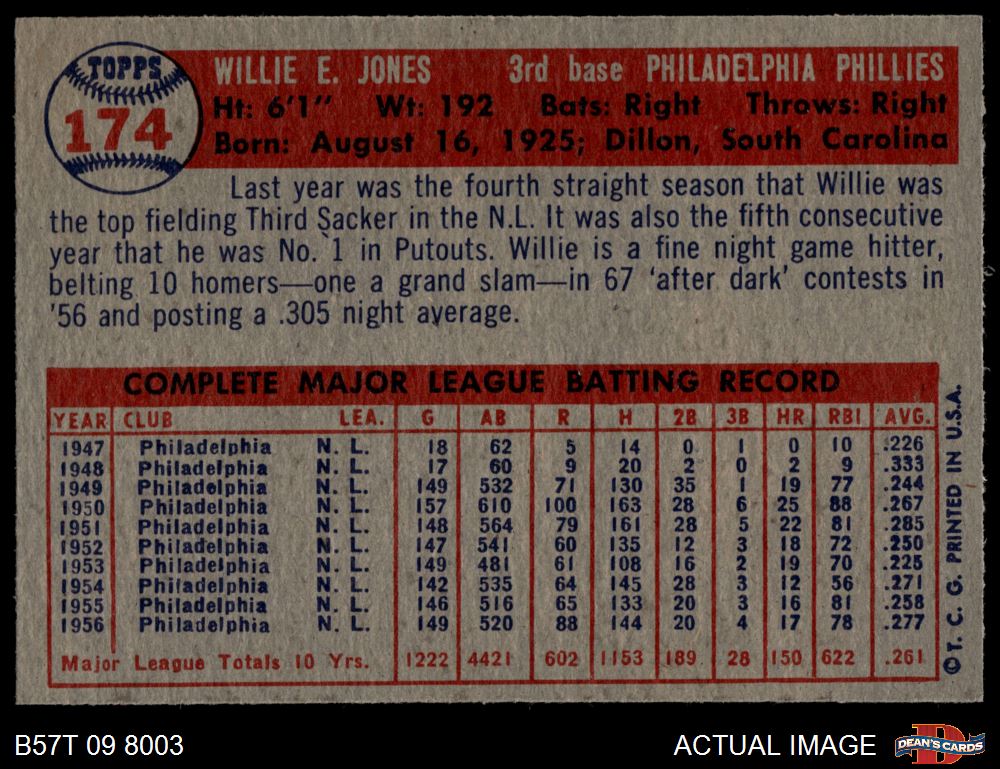 TOPPS
174
WILLIE E. JONES 3rd base PHILADELPHIA PHILLIES
Ht: 6'1" Wt: 192 Bats: Right Throws: Right
Born: August 16, 1925; Dillon, South Carolina
Last year was the fourth straight season that Willie was
the top fielding Third Sacker in the N.L. It was also the fifth consecutive
year that he was No. 1 in Putouts. Willie is a fine night game hitter,
belting 10 homers—one a grand slam—in 67 'after dark' contests in
'56 and posting a .305 night average.
COMPLETE MAJOR LEAGUE BATTING RECORD
YEAR CLUB LEA. G AB R H 2B 3B HR RBI AVG.
1947 Philadelphia N. L. 18 62 5 14 0 1 0 10 .226
1948 Philadelphia N. L. 17 60 9 20 2 0 2 9 .333
1949 Philadelphia N. L. 149 532 71 130 35 1 19 77 .244
1950 Philadelphia N. L. 157 610 100 163 28 6 25 88 .267
1951 Philadelphia N. L. 148 564 79 161 28 5 22 81 .285
1952 Philadelphia N. L. 147 541 60 135 12 3 18 72 .250
1953 Philadelphia N. L. 149 481 61 108 16 2 19 70 .225
1954 Philadelphia N. L. 142 535 64 145 28 3 12 56 .271
1955 Philadelphia N. L. 146 516 65 133 20 3 16 81 .258
1956 Philadelphia N. L. 149 520 88 144 20 4 17 78 .277
Major League Totals 10 Yrs. 1222 4421 602 1153 189 28 150 622 .261
© T. C. G. PRINTED IN U.S.A.
B57T 09 8003
ACTUAL IMAGE
D
DEAN'S CARDS